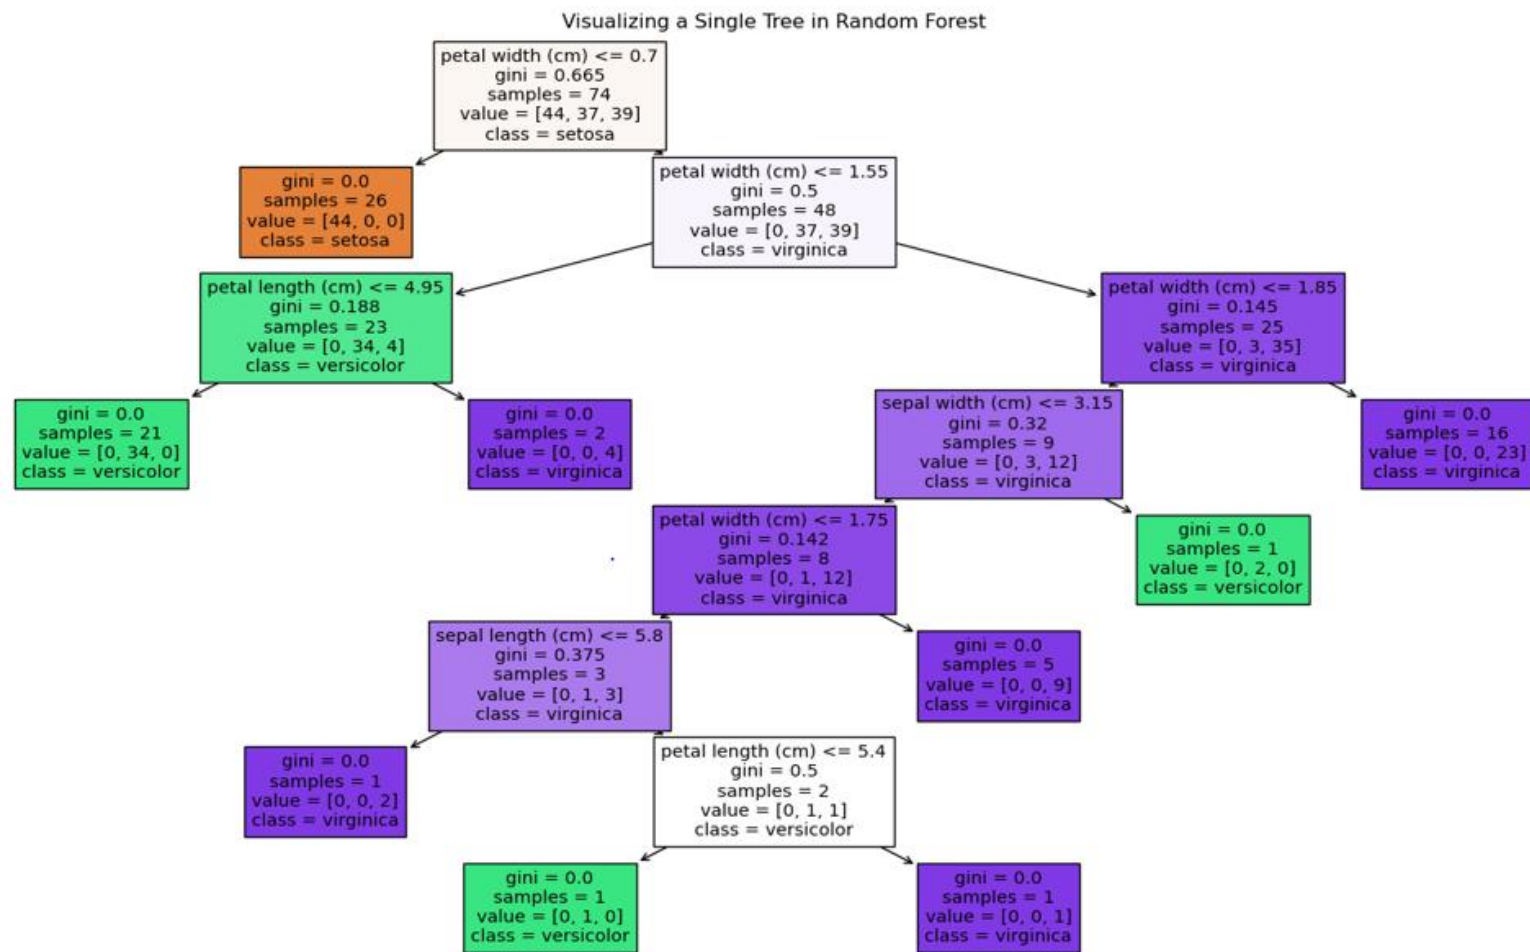 Visualizing a Single Tree in Random Forest
petal width (cm) <= 0.7
gini = 0.665
samples = 74
value = [44, 37, 39]
class = setosa
gini = 0.0
samples = 26
value = [44, 0, 0]
class = setosa
petal width (cm) <= 1.55
gini = 0.5
samples = 48
value = [0, 37, 39]
class = virginica
petal length (cm) <= 4.95
gini = 0.188
samples = 23
value = [0, 34, 4]
class = versicolor
petal width (cm) <= 1.85
gini = 0.145
samples = 25
value = [0, 3, 35]
class = virginica
gini = 0.0
samples = 21
value = [0, 34, 0]
class = versicolor
gini = 0.0
samples = 2
value = [0, 0, 4]
class = virginica
sepal width (cm) <= 3.15
gini = 0.32
samples = 9
value = [0, 3, 12]
class = virginica
gini = 0.0
samples = 16
value = [0, 0, 23]
class = virginica
petal width (cm) <= 1.75
gini = 0.142
samples = 8
value = [0, 1, 12]
class = virginica
gini = 0.0
samples = 1
value = [0, 2, 0]
class = versicolor
sepal length (cm) <= 5.8
gini = 0.375
samples = 3
value = [0, 1, 3]
class = virginica
gini = 0.0
samples = 5
value = [0, 0, 9]
class = virginica
gini = 0.0
samples = 1
value = [0, 0, 2]
class = virginica
petal length (cm) <= 5.4
gini = 0.5
samples = 2
value = [0, 1, 1]
class = versicolor
gini = 0.0
samples = 1
value = [0, 1, 0]
class = versicolor
gini = 0.0
samples = 1
value = [0, 0, 1]
class = virginica